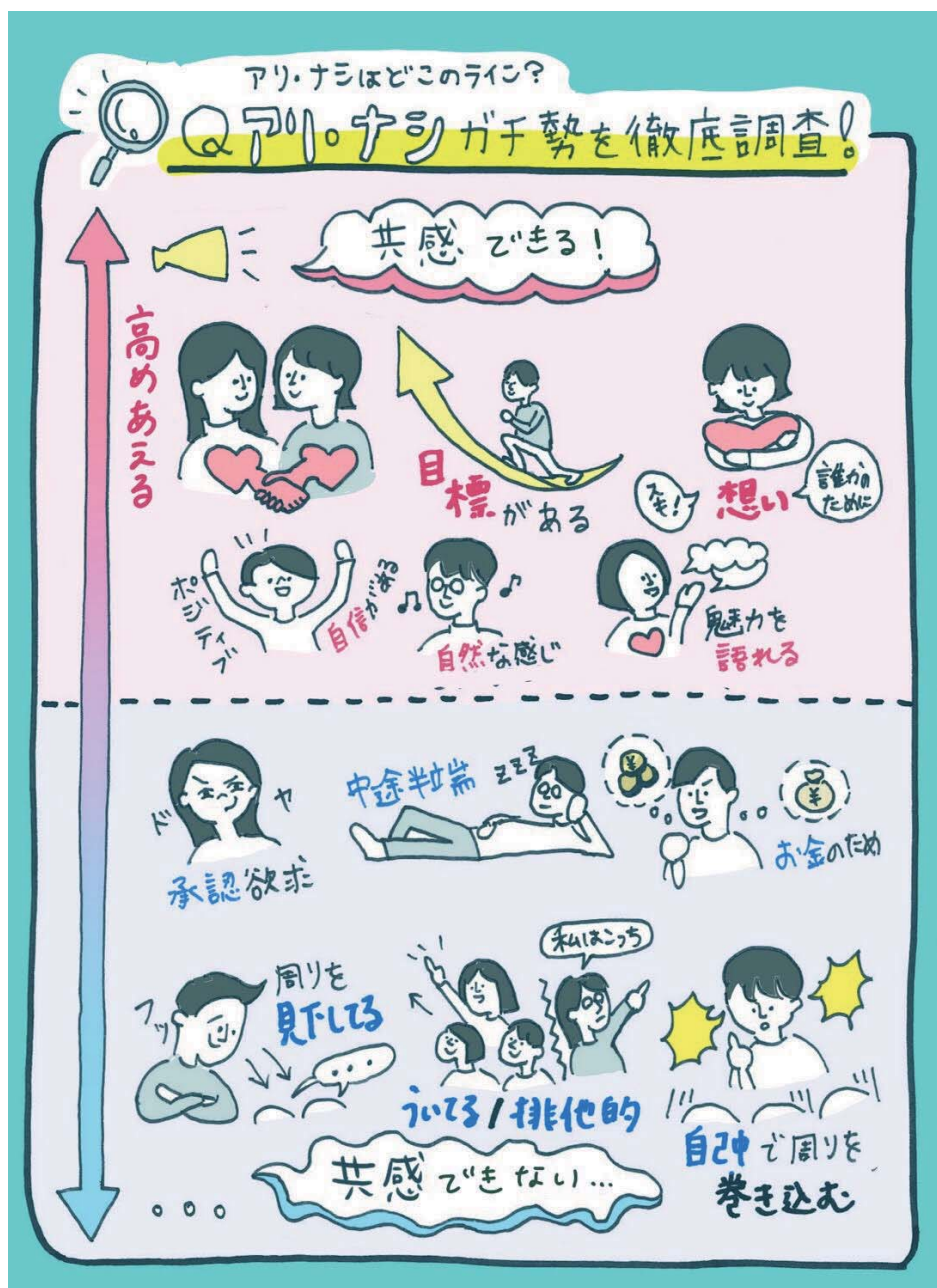 アリ・ナシはどこのライン?
Qアリ・ナシガチ勢を徹底調査!
共感できる!
高めあえる
目標がある
大好き!
想い
誰かのために
ポジティブ
自信がある
自然な感じ
魅力を
語れる
ドヤ
承認欲求
中途半端
zzz
¥
¥
お金のため
フッ
周りを
見下してる
...
私はこっち
ういてる/排他的
自己中で周りを
巻き込む
共感できない...